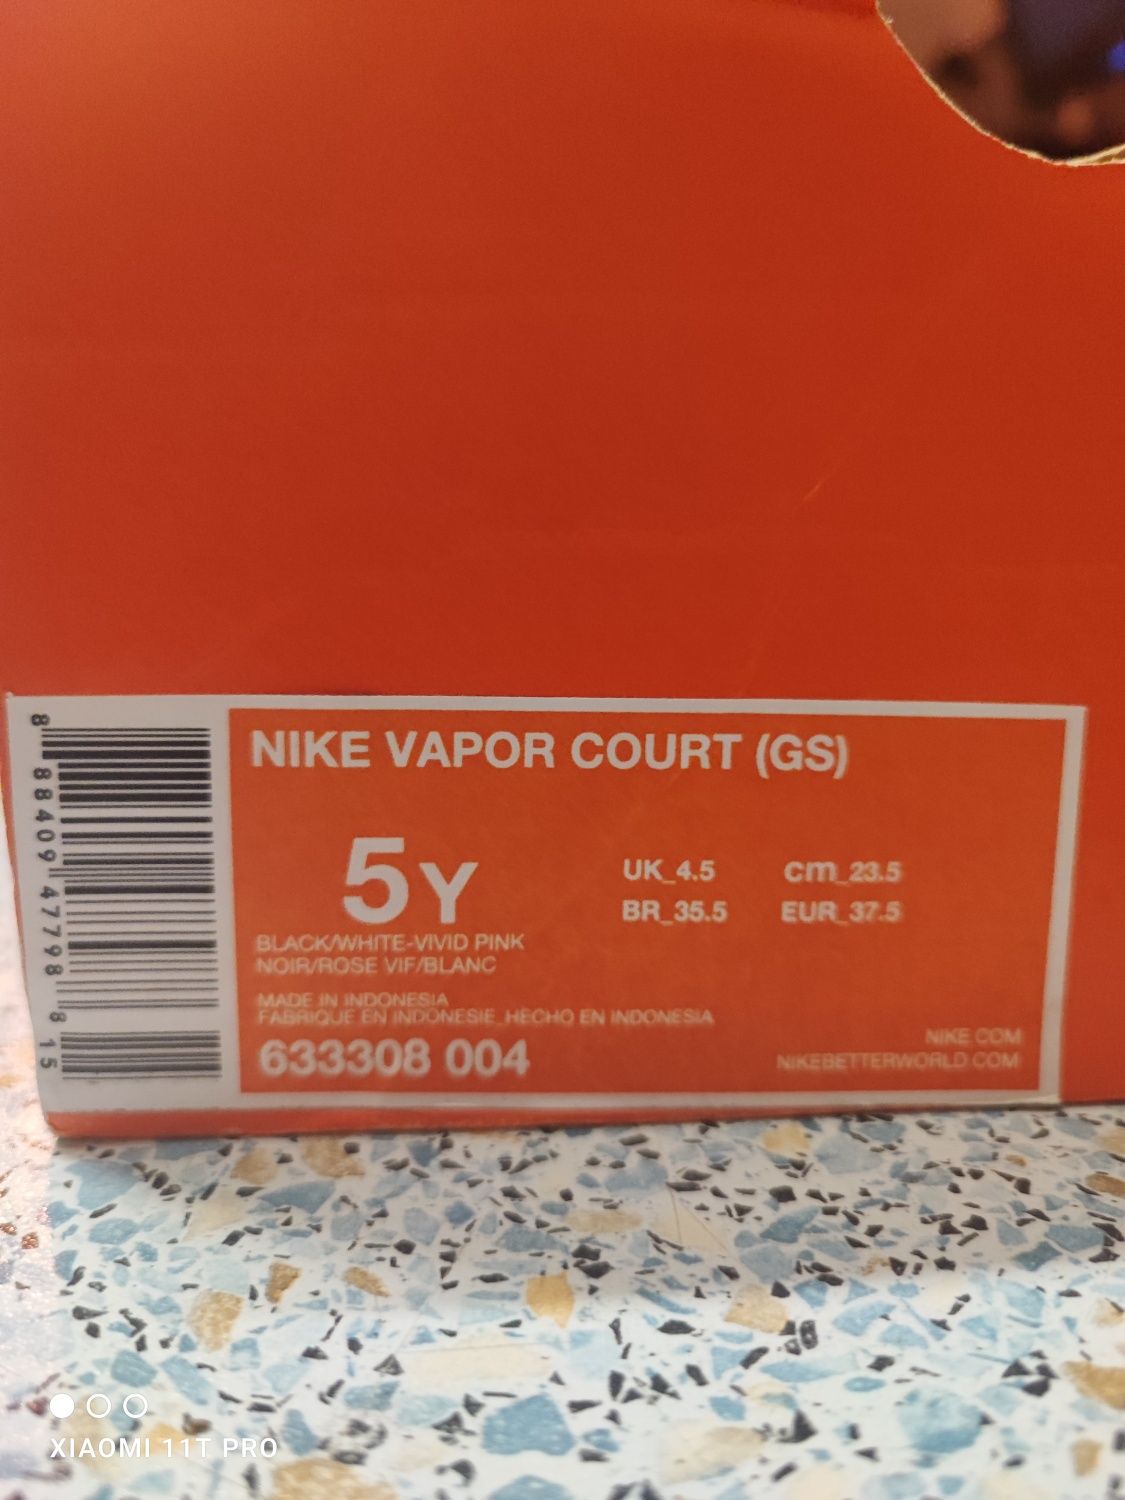 NIKE VAPOR COURT (GS)
5Y
UK_4.5 cm_23.5
BR_35.5 EUR_37.5
BLACK/WHITE-VIVID PINK
NOIR/ROSE VIF/BLANC
MADE IN INDONESIA
FABRIQUE EN INDONESIE_HECHO EN INDONESIA
633308 004
NIKE.COM
NIKEBETTERWORLD.COM
8 88409 47798 8 15
XIAOMI 11T PRO